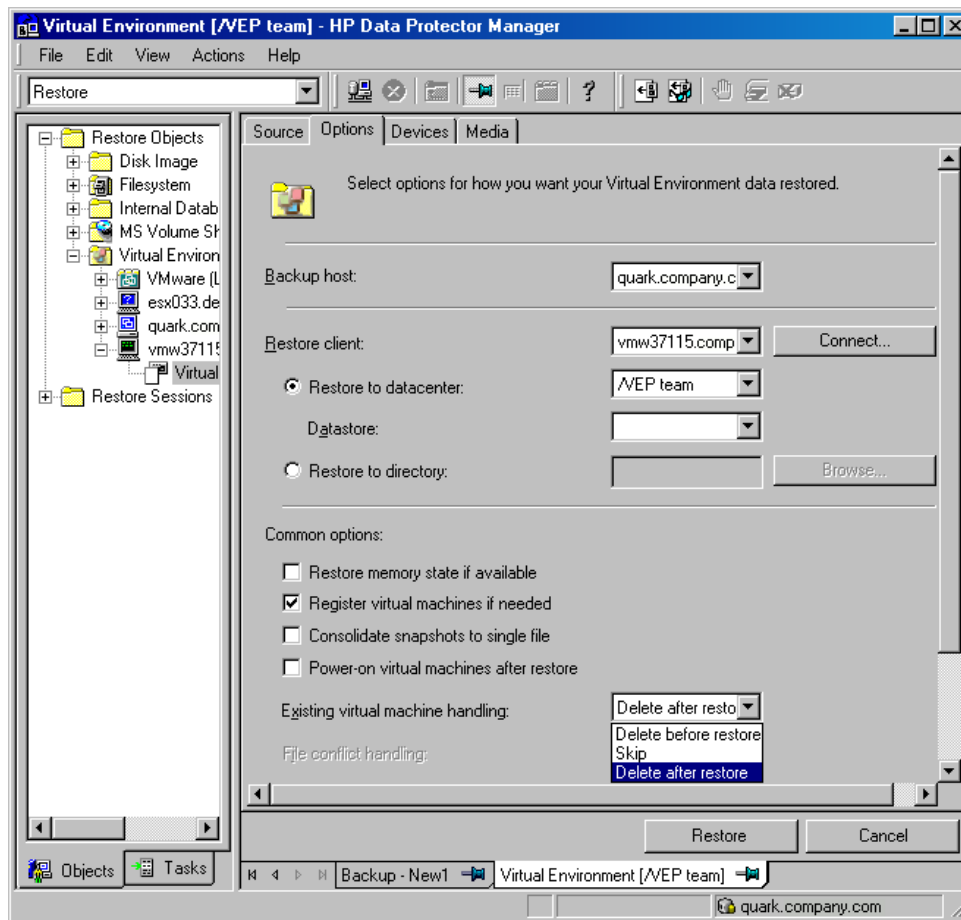 Virtual Environment [/VEP team] - HP Data Protector Manager
File Edit View Actions Help
Restore
Source Options Devices Media
Restore Objects
Disk Image
Filesystem
Internal Datab
MS Volume Sh
Virtual Environ
VMware (L
esx033.de
quark.com
vmw37115
Virtual
Restore Sessions
Select options for how you want your Virtual Environment data restored.
Backup host: quark.company.c
Restore client: vmw37115.comp Connect...
Restore to datacenter: /VEP team
Datastore:
Restore to directory: Browse...
Common options:
Restore memory state if available
Register virtual machines if needed
Consolidate snapshots to single file
Power-on virtual machines after restore
Existing virtual machine handling: Delete after resto
Delete before restore
Skip
File conflict handling:
Delete after restore
Restore Cancel
Objects Tasks
Backup - New1 Virtual Environment [/VEP team]
quark.company.com